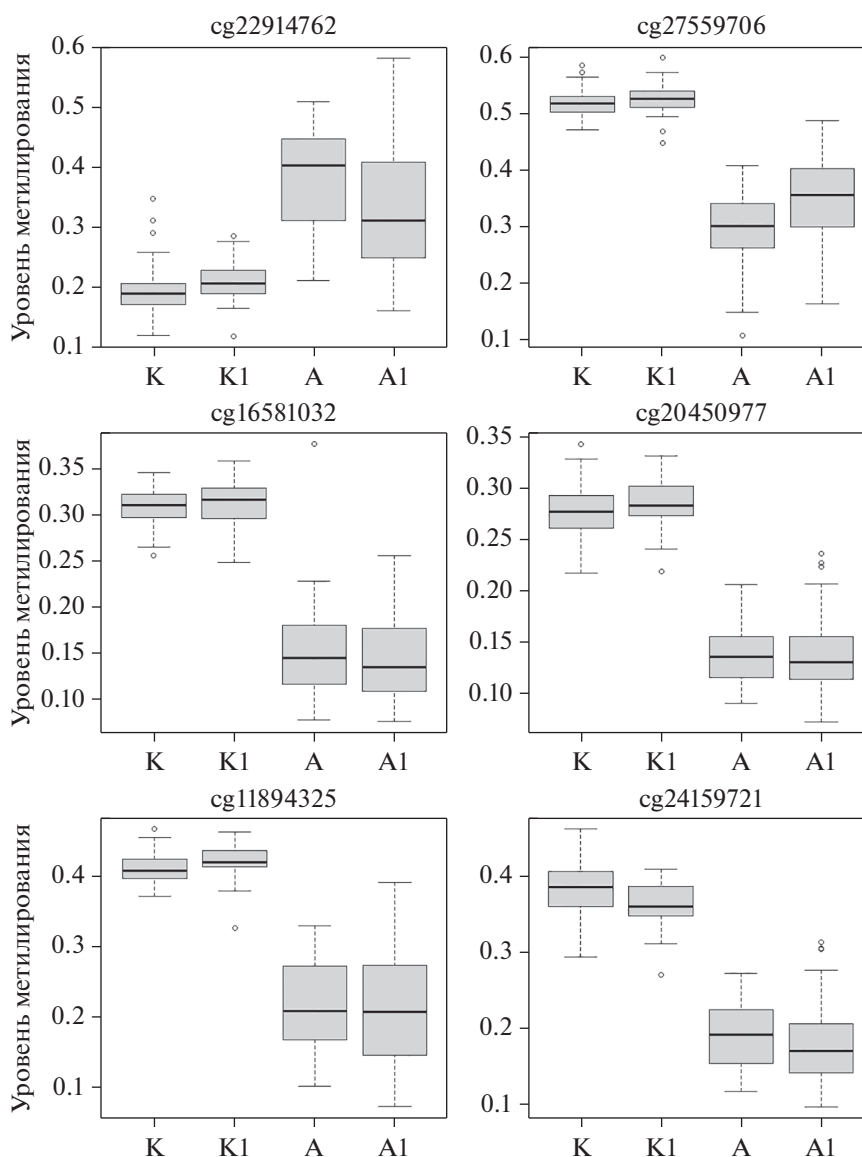 cg22914762
cg27559706
Уровень метилирования
0.6
0.5
0.4
0.3
0.2
0.1
0.6
0.5
0.4
0.3
0.2
0.1
K K1 A A1
K K1 A A1
cg16581032
cg20450977
Уровень метилирования
0.35
0.30
0.25
0.20
0.15
0.10
0.35
0.30
0.25
0.20
0.15
0.10
K K1 A A1
K K1 A A1
cg11894325
cg24159721
Уровень метилирования
0.4
0.3
0.2
0.1
0.4
0.3
0.2
0.1
K K1 A A1
K K1 A A1